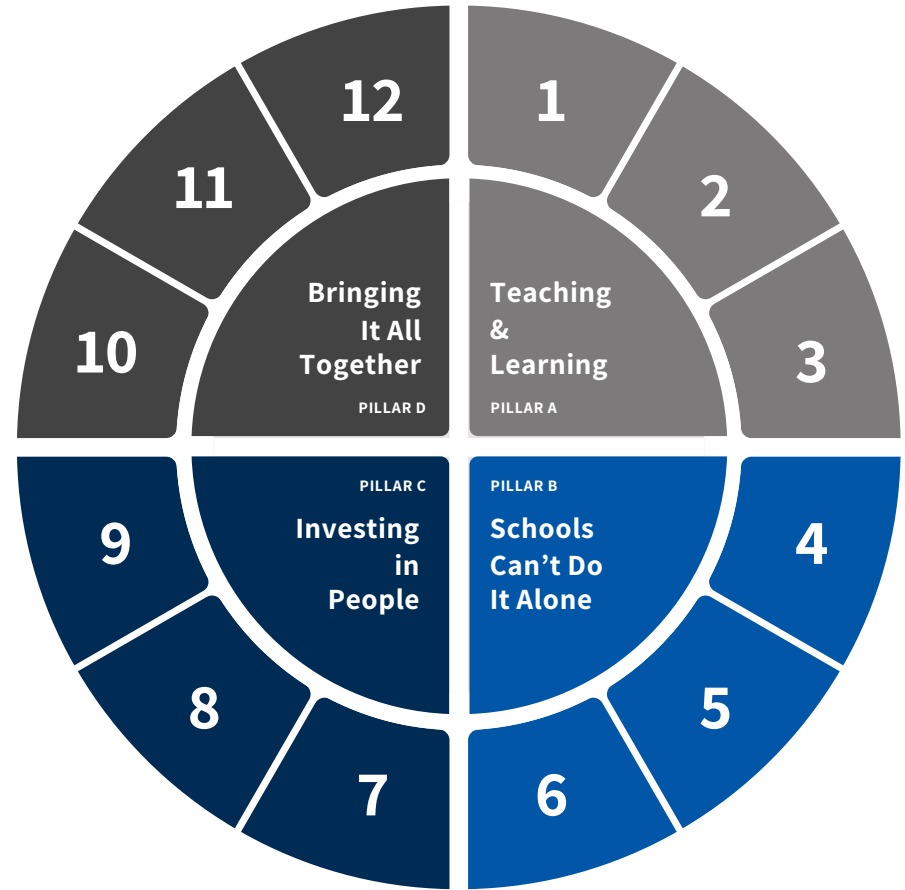 12
1
11
2
10
3
Bringing
It All
Together
PILLAR D
Teaching
&
Learning
PILLAR A
PILLAR C
Investing
in
People
PILLAR B
Schools
Can’t Do
It Alone
9
4
8
5
7
6